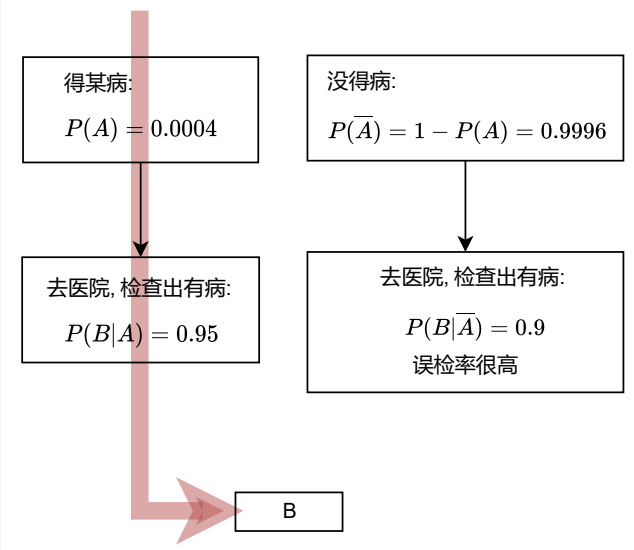 得某病:
P(A) = 0.0004
没得病:
P(A̅) = 1 − P(A) = 0.9996
去医院, 检查出有病:
P(B|A) = 0.95
去医院, 检查出有病:
P(B|A̅) = 0.9
误检率很高
B